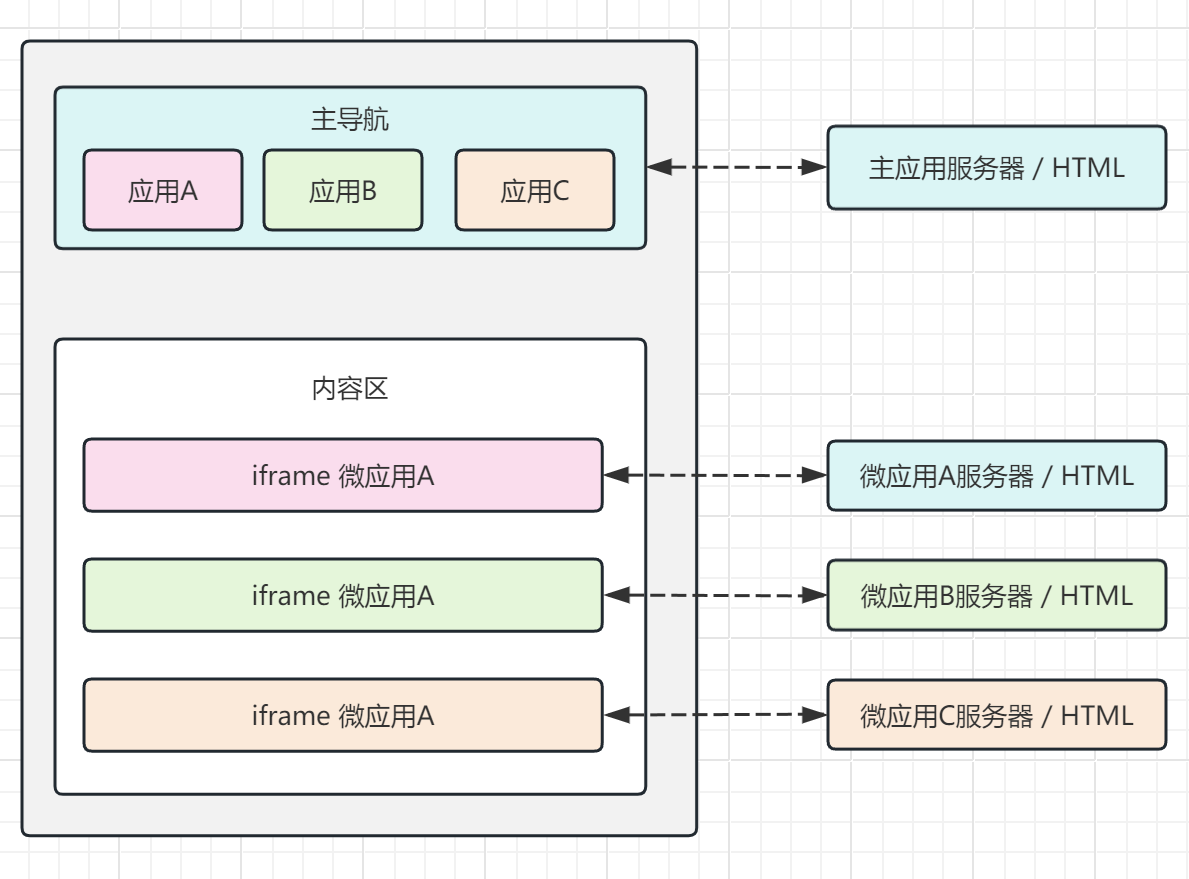 主导航
应用A
应用B
应用C
主应用服务器 / HTML
内容区
iframe 微应用A
微应用A服务器 / HTML
iframe 微应用A
微应用B服务器 / HTML
iframe 微应用A
微应用C服务器 / HTML